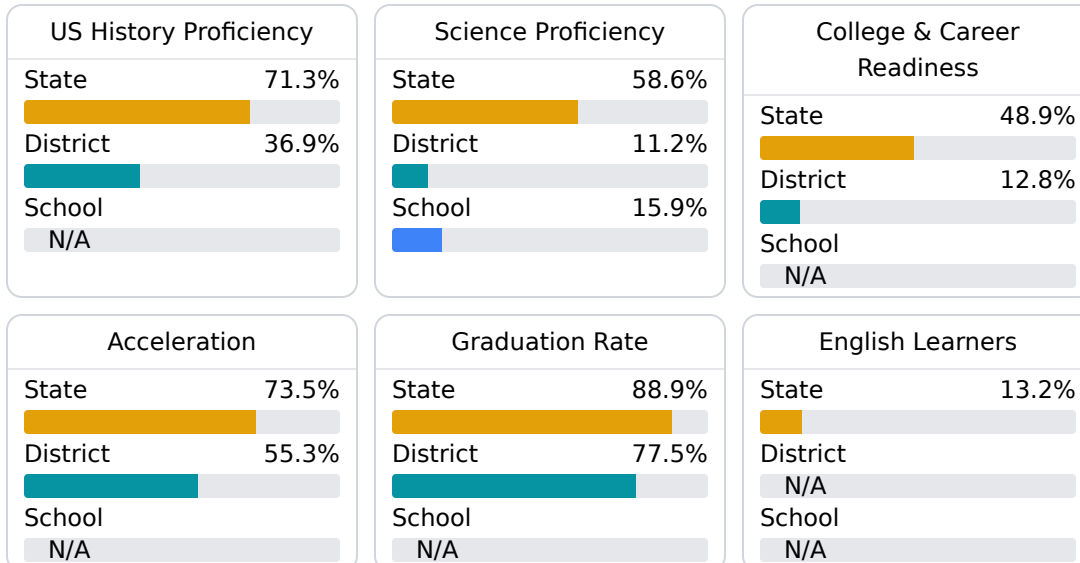 US History Proficiency
State 71.3%
District 36.9%
School
N/A
Science Proficiency
State 58.6%
District 11.2%
School 15.9%
College & Career
Readiness
State 48.9%
District 12.8%
School
N/A
Acceleration
State 73.5%
District 55.3%
School
N/A
Graduation Rate
State 88.9%
District 77.5%
School
N/A
English Learners
State 13.2%
District
N/A
School
N/A